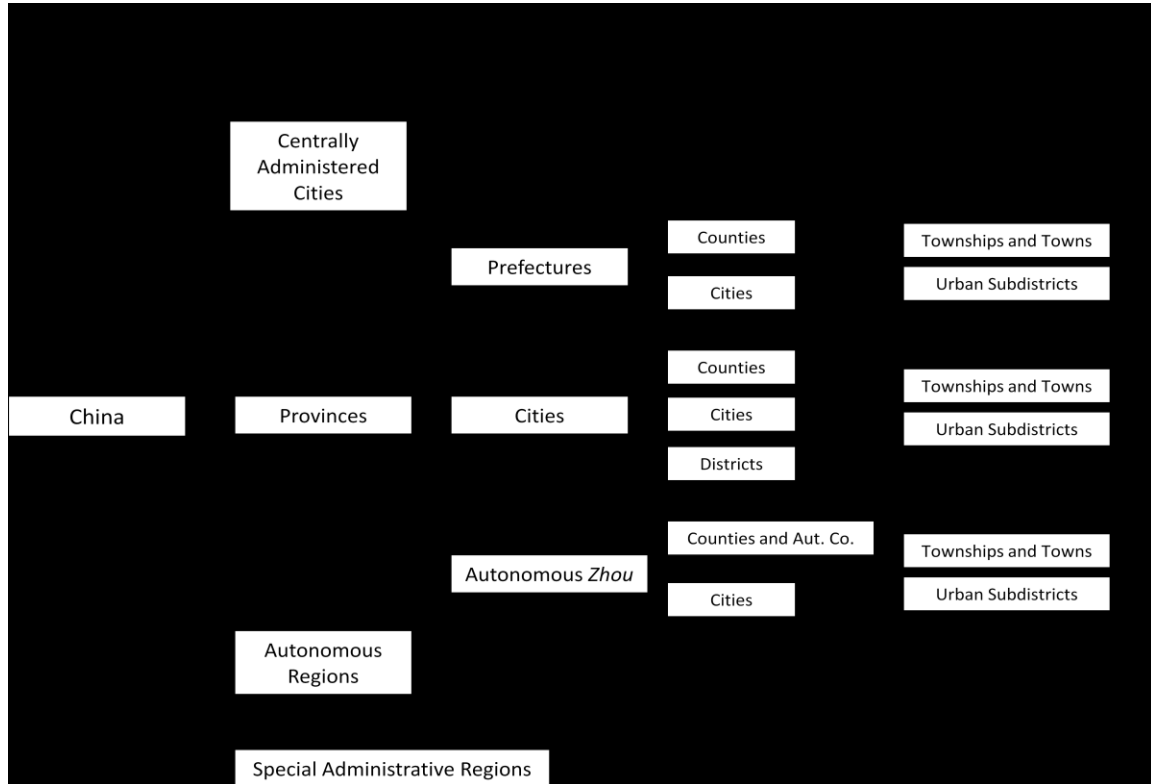 Centrally
Administered
Cities
Counties
Townships and Towns
Prefectures
Urban Subdistricts
Cities
Counties
Townships and Towns
China
Provinces
Cities
Cities
Urban Subdistricts
Districts
Counties and Aut. Co.
Townships and Towns
Autonomous Zhou
Urban Subdistricts
Cities
Autonomous
Regions
Special Administrative Regions